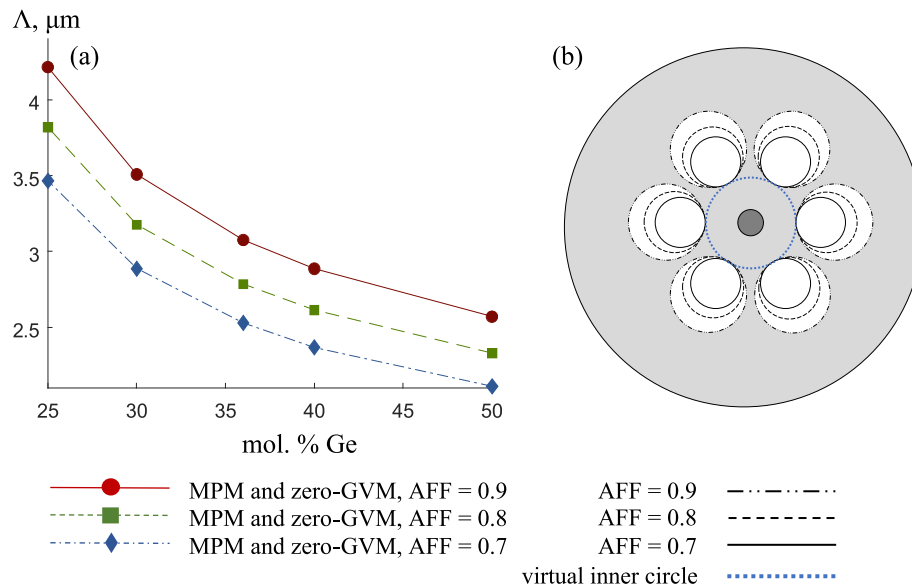 Λ, μm
(a)
(b)
4
3.5
3
2.5
25 30 35 40 45 50
mol. % Ge
MPM and zero-GVM, AFF = 0.9
MPM and zero-GVM, AFF = 0.8
MPM and zero-GVM, AFF = 0.7
AFF = 0.9
AFF = 0.8
AFF = 0.7
virtual inner circle